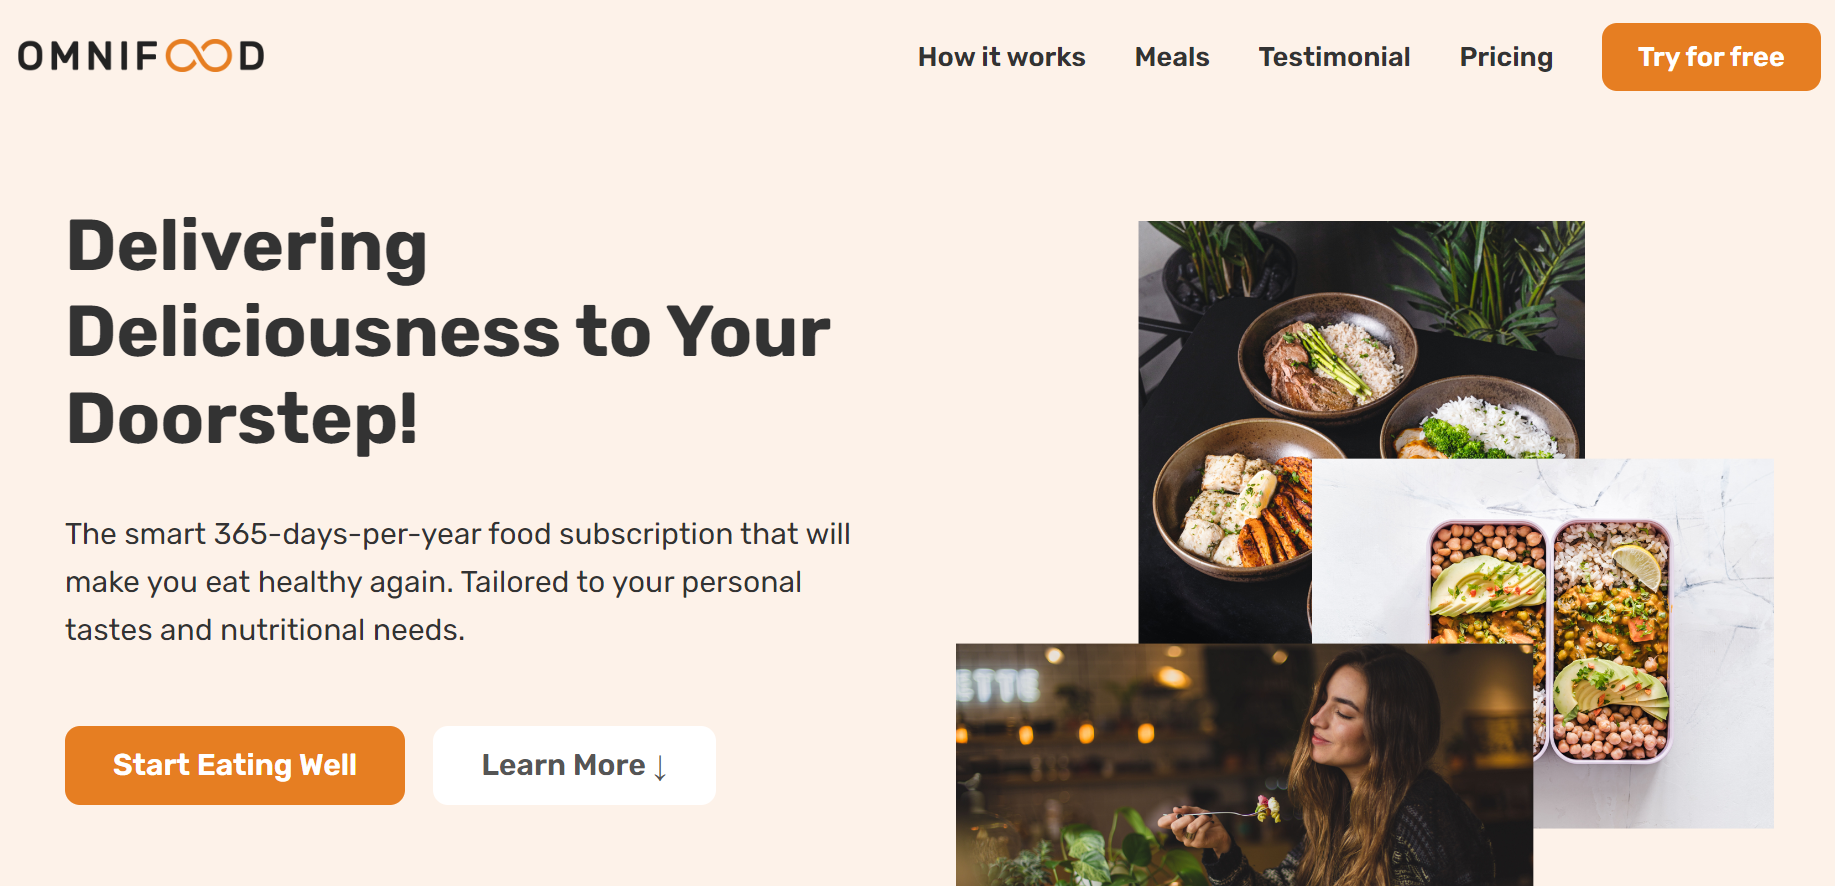 OMNIFOOD
How it works
Meals
Testimonial
Pricing
Try for free
Delivering
Deliciousness to Your
Doorstep!
The smart 365-days-per-year food subscription that will
make you eat healthy again. Tailored to your personal
tastes and nutritional needs.
Start Eating Well
Learn More ↓
ETTE